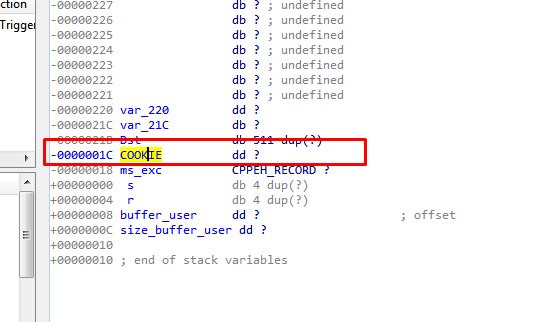 ction
Trigger
-00000227 db ? ; undefined
-00000226 db ? ; undefined
-00000225 db ? ; undefined
-00000224 db ? ; undefined
-00000223 db ? ; undefined
-00000222 db ? ; undefined
-00000221 db ? ; undefined
-00000220 var_220 dd ?
-0000021C var_21C db ?
-0000021B Dst db 511 dup(?)
-0000001C COOKIE dd ?
-00000018 ms_exc CPPEH_RECORD ?
+00000000 s db 4 dup(?)
+00000004 r db 4 dup(?)
+00000008 buffer_user dd ? ; offset
+0000000C size_buffer_user dd ?
+00000010
+00000010 ; end of stack variables